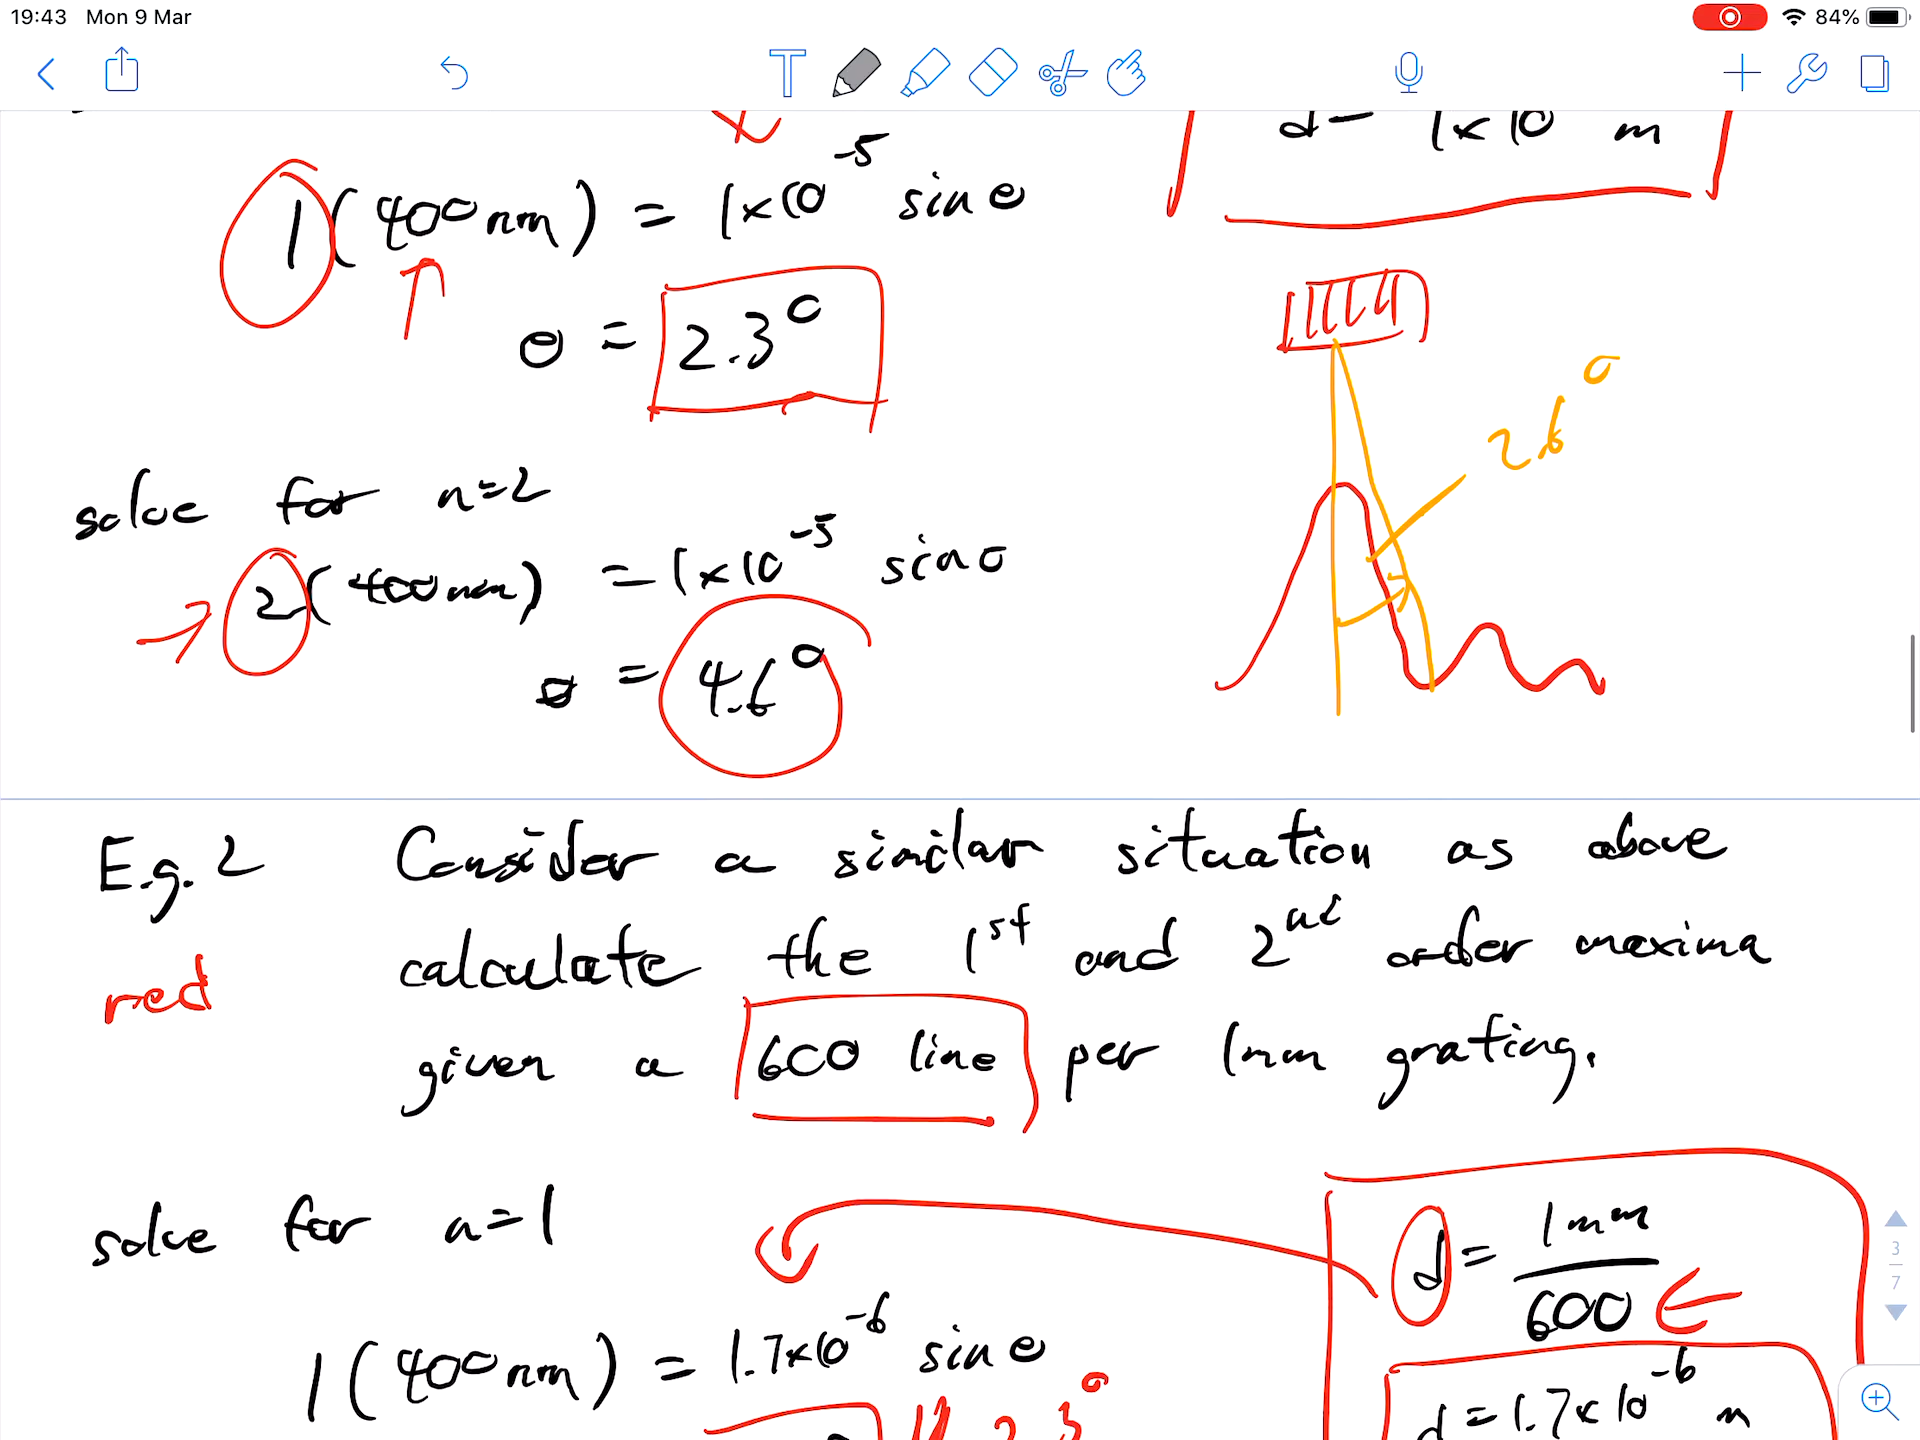 19:43 Mon 9 Mar 84%
T
d = 1×10 m
1(400nm) = 1×10⁻⁵ sin θ
θ = 2.3°
2.6°
solve for n=2
2(400nm) = 1×10⁻⁵ sin θ
θ = 4.6°
E.g. 2 Consider a similar situation as above
red calculate the 1st and 2nd order maxima
given a 600 line per 1mm grating.
solve for n=1
d = 1mm / 600
1(400nm) = 1.7×10⁻⁶ sin θ
d = 1.7×10⁻⁶ m
3
7